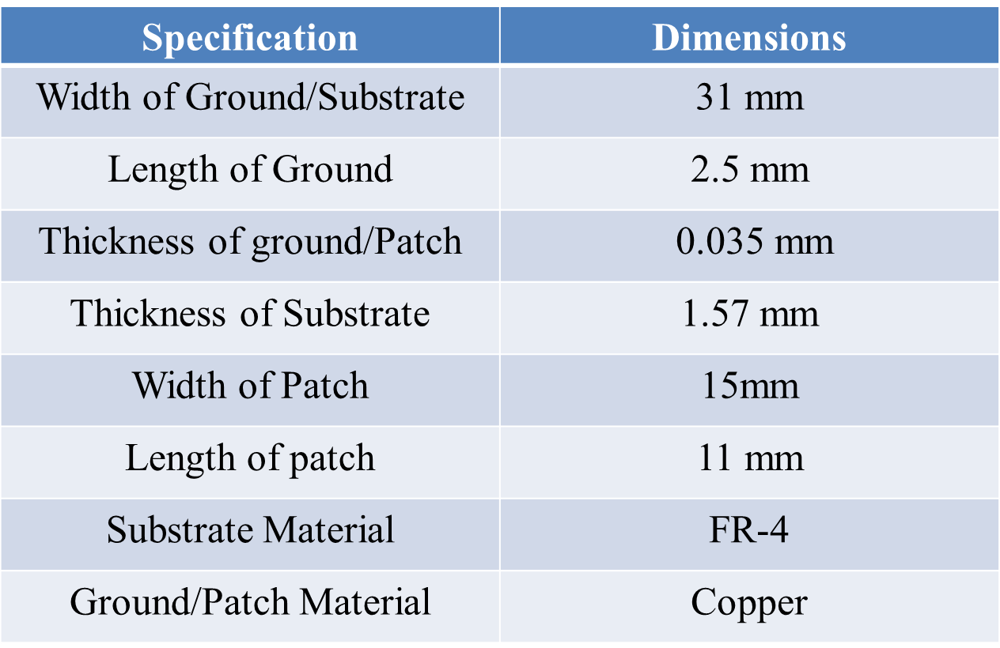 Specification Dimensions
Width of Ground/Substrate 31 mm
Length of Ground 2.5 mm
Thickness of ground/Patch 0.035 mm
Thickness of Substrate 1.57 mm
Width of Patch 15mm
Length of patch 11 mm
Substrate Material FR-4
Ground/Patch Material Copper